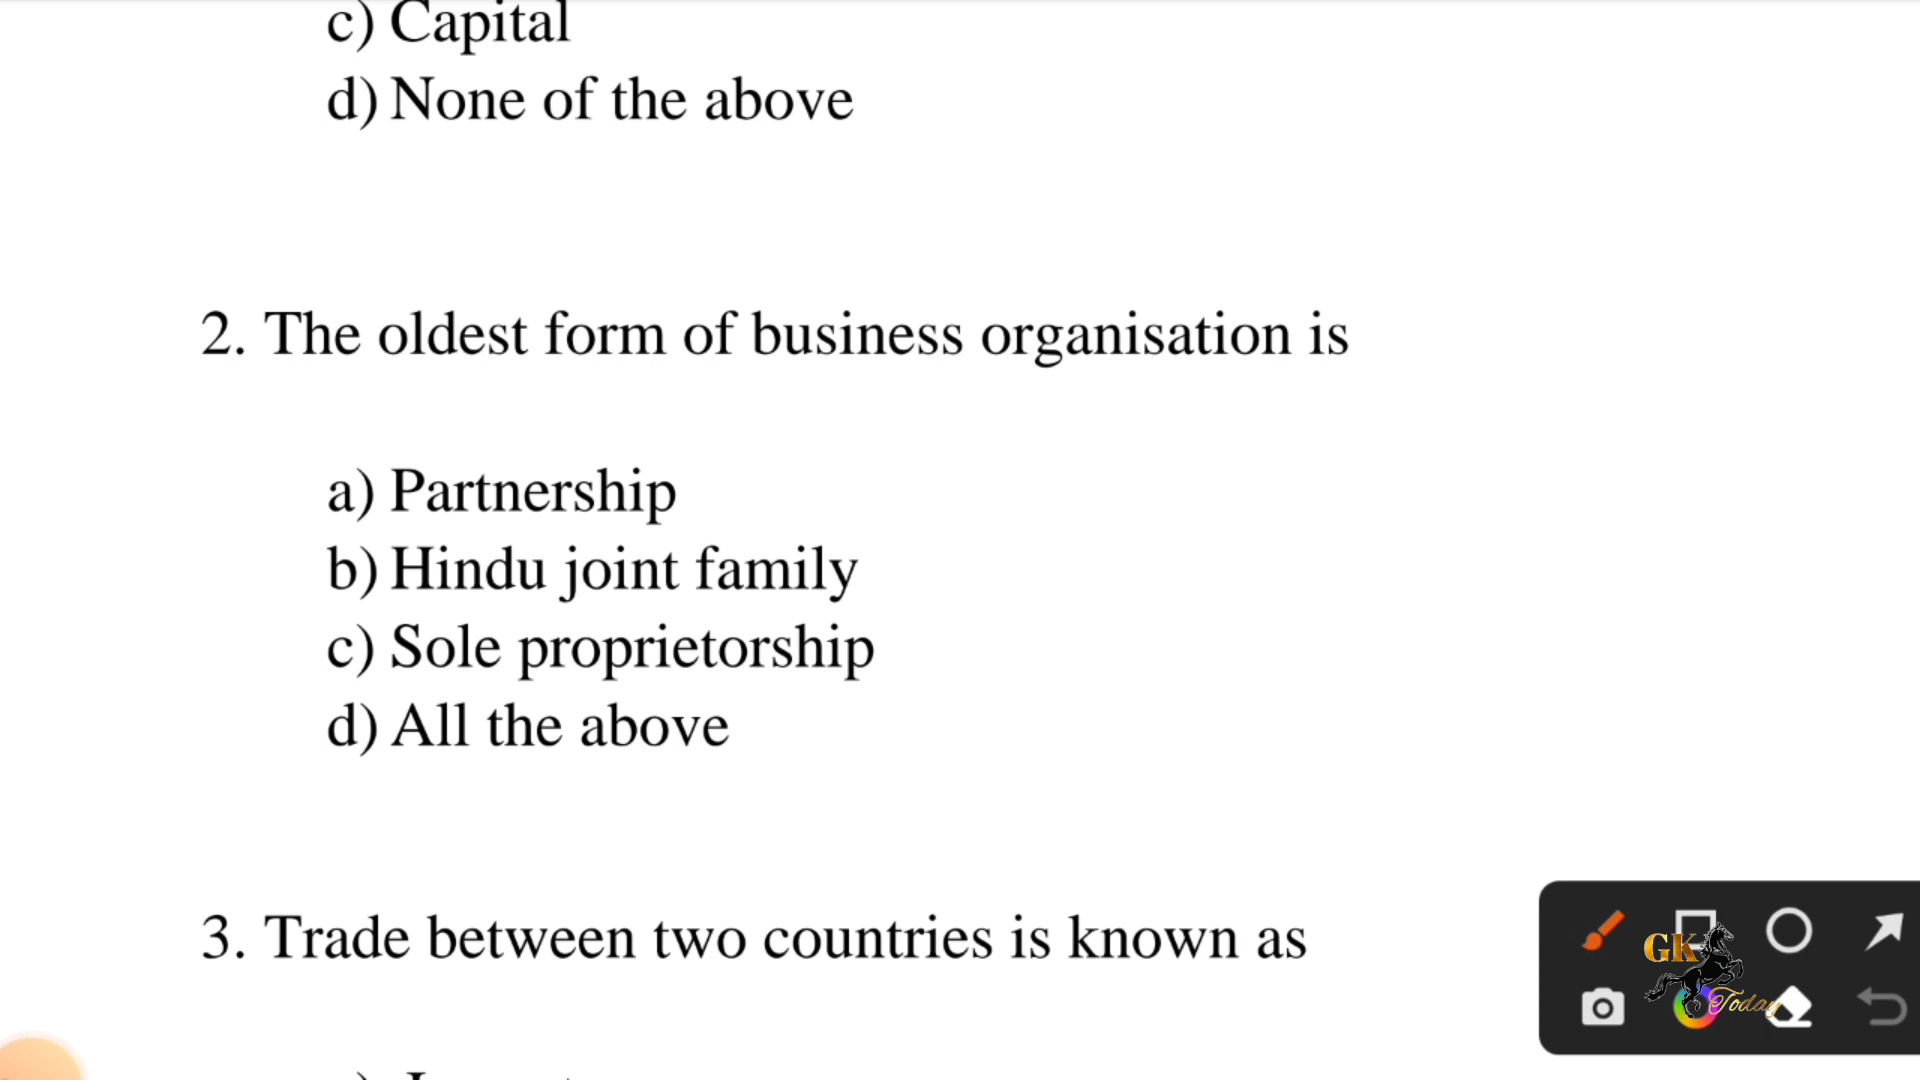 c) Capital
d) None of the above
2. The oldest form of business organisation is
a) Partnership
b) Hindu joint family
c) Sole proprietorship
d) All the above
3. Trade between two countries is known as
GK
Today